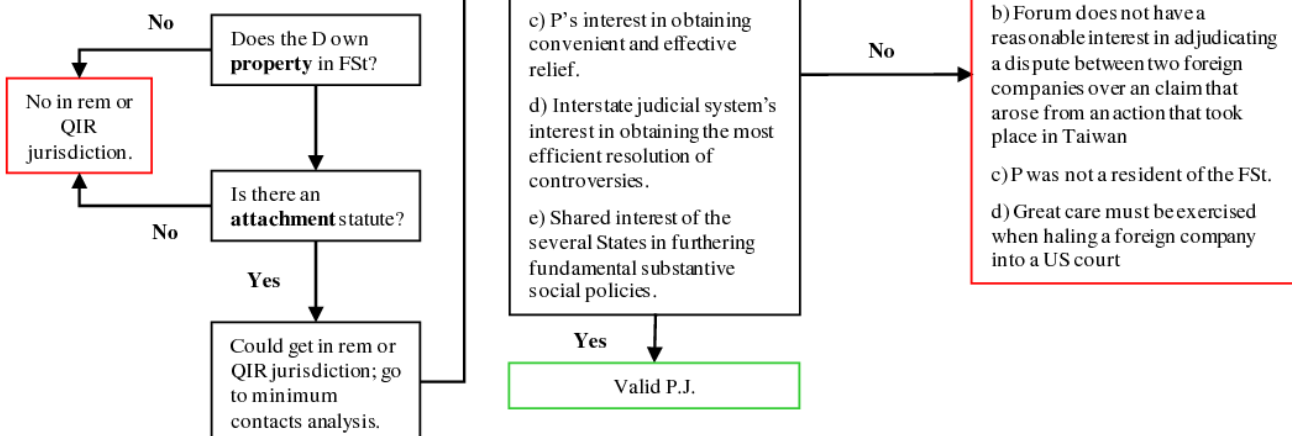 No
Does the D own
property in FSt?
No in rem or
QIR
jurisdiction.
Is there an
attachment statute?
No
Yes
Could get in rem or
QIR jurisdiction; go
to minimum
contacts analysis.
c) P's interest in obtaining
convenient and effective
relief.
d) Interstate judicial system's
interest in obtaining the most
efficient resolution of
controversies.
e) Shared interest of the
several States in furthering
fundamental substantive
social policies.
Yes
Valid P.J.
No
b) Forum does not have a
reasonable interest in adjudicating
a dispute between two foreign
companies over an claim that
arose from an action that took
place in Taiwan
c) P was not a resident of the FSt.
d) Great care must be exercised
when haling a foreign company
into a US court